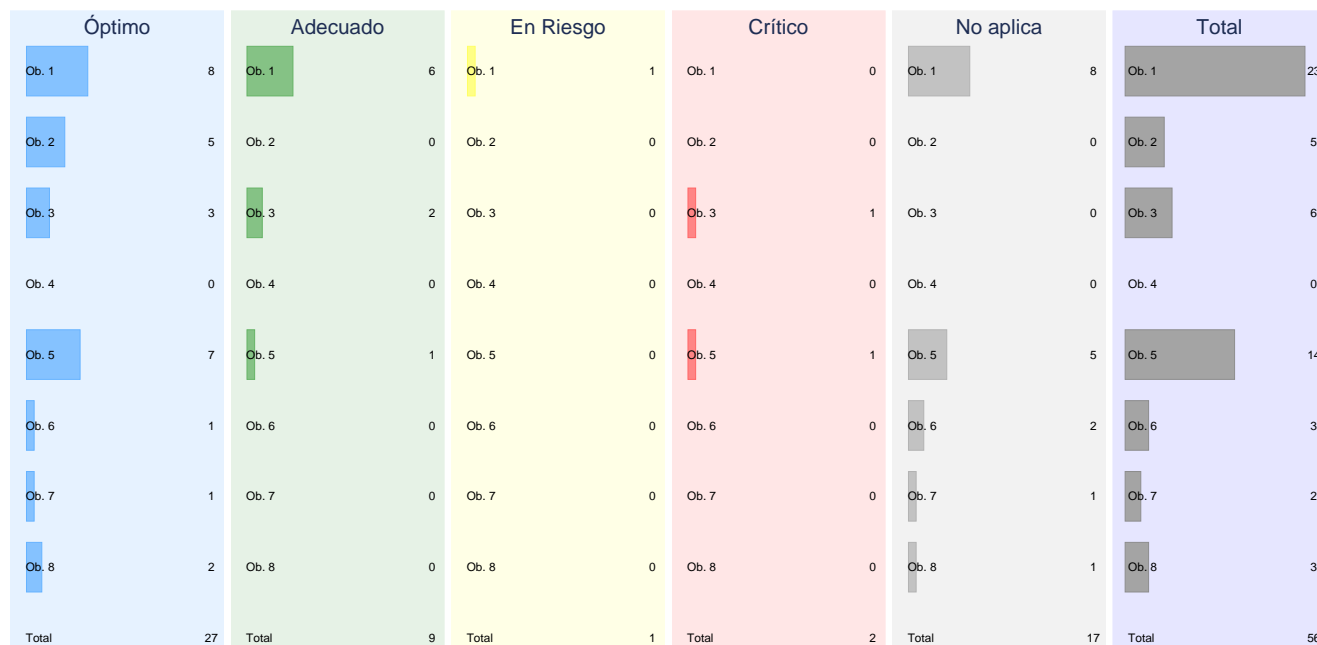 Óptimo Adecuado En Riesgo Crítico No aplica Total
Ob. 1 8 Ob. 1 6 Ob. 1 1 Ob. 1 0 Ob. 1 8 Ob. 1 23
Ob. 2 5 Ob. 2 0 Ob. 2 0 Ob. 2 0 Ob. 2 0 Ob. 2 5
Ob. 3 3 Ob. 3 2 Ob. 3 0 Ob. 3 1 Ob. 3 0 Ob. 3 6
Ob. 4 0 Ob. 4 0 Ob. 4 0 Ob. 4 0 Ob. 4 0 Ob. 4 0
Ob. 5 7 Ob. 5 1 Ob. 5 0 Ob. 5 1 Ob. 5 5 Ob. 5 14
Ob. 6 1 Ob. 6 0 Ob. 6 0 Ob. 6 0 Ob. 6 2 Ob. 6 3
Ob. 7 1 Ob. 7 0 Ob. 7 0 Ob. 7 0 Ob. 7 1 Ob. 7 2
Ob. 8 2 Ob. 8 0 Ob. 8 0 Ob. 8 0 Ob. 8 1 Ob. 8 3
Total 27 Total 9 Total 1 Total 2 Total 17 Total 56